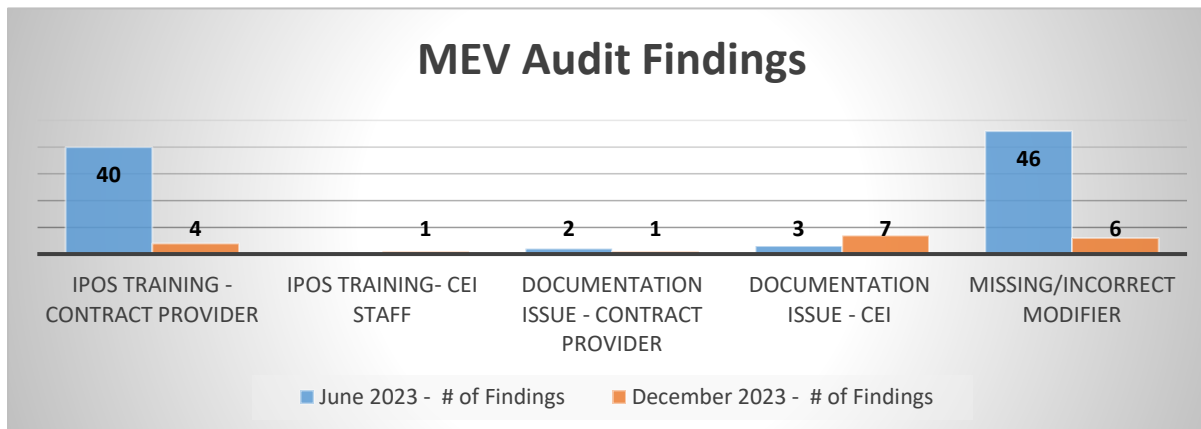 MEV Audit Findings
40
4
1
2
1
3
7
46
6
IPOS TRAINING -
CONTRACT PROVIDER
IPOS TRAINING- CEI
STAFF
DOCUMENTATION
ISSUE - CONTRACT
PROVIDER
DOCUMENTATION
ISSUE - CEI
MISSING/INCORRECT
MODIFIER
June 2023 - # of Findings
December 2023 - # of Findings